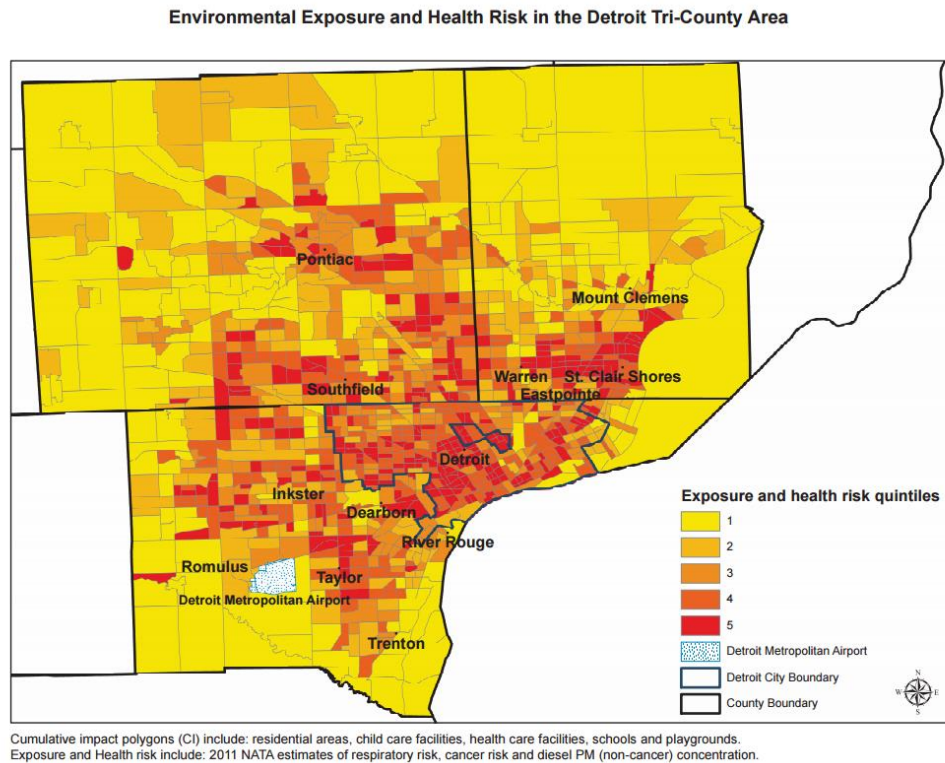 Environmental Exposure and Health Risk in the Detroit Tri-County Area
Pontiac
Mount Clemens
Southfield
Warren
St. Clair Shores
Eastpointe
Detroit
Inkster
Dearborn
River Rouge
Romulus
Taylor
Detroit Metropolitan Airport
Trenton
Exposure and health risk quintiles
1
2
3
4
5
Detroit Metropolitan Airport
Detroit City Boundary
County Boundary
N
W
E
S
Cumulative impact polygons (CI) include: residential areas, child care facilities, health care facilities, schools and playgrounds.
Exposure and Health risk include: 2011 NATA estimates of respiratory risk, cancer risk and diesel PM (non-cancer) concentration.